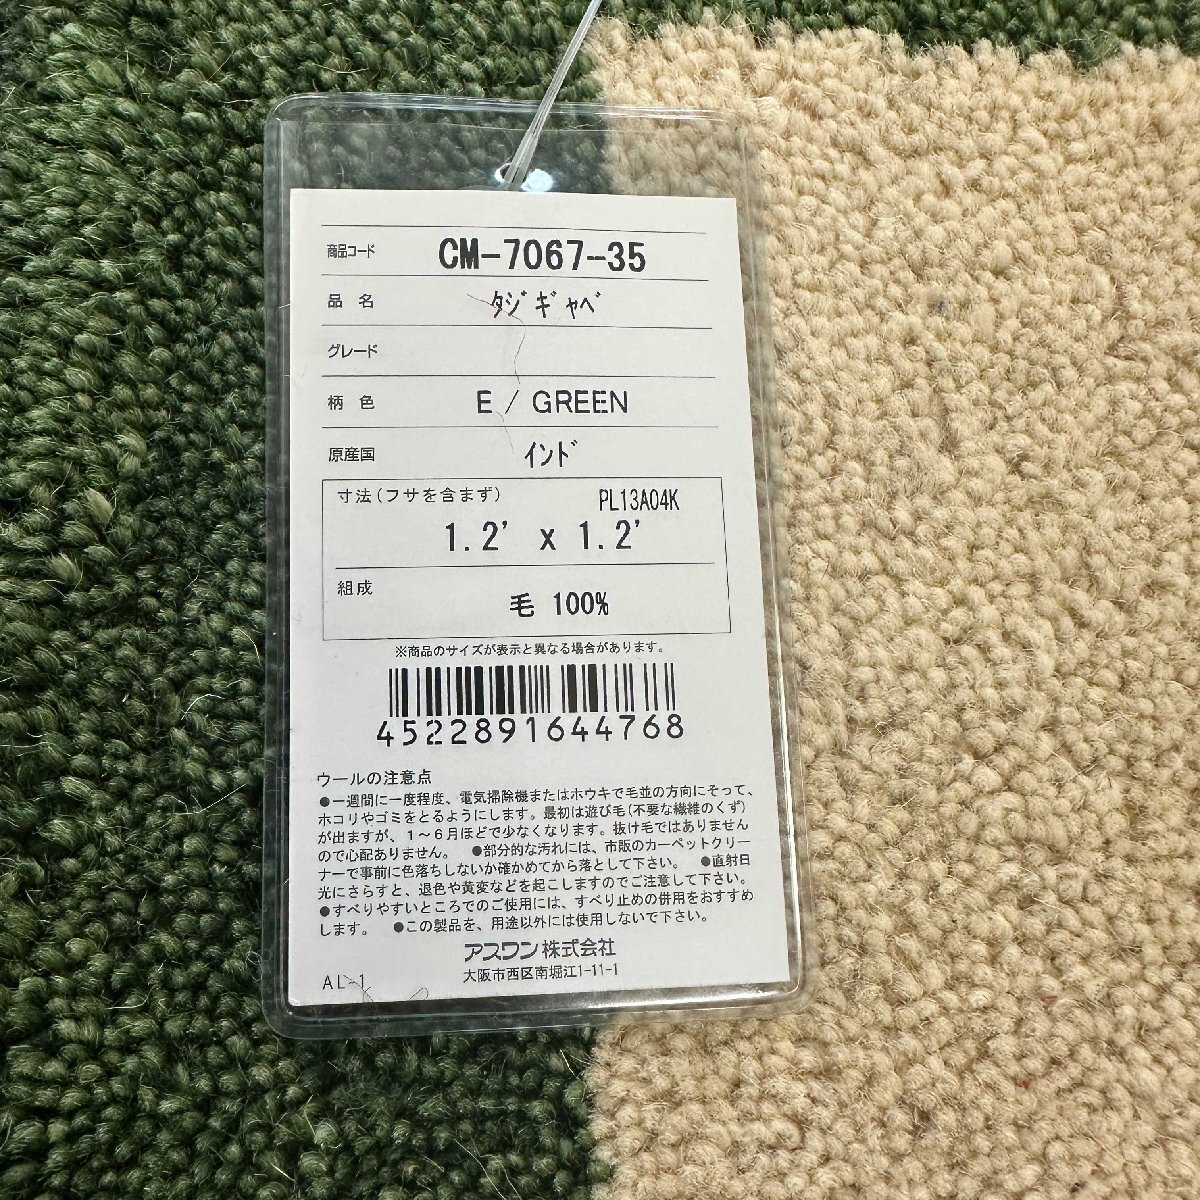 商品コード CM-7067-35
品名 タジギャベ
グレード
柄色 E / GREEN
原産国 インド
寸法(フサを含まず) PL13A04K
1.2' x 1.2'
組成
毛 100%
※商品のサイズが表示と異なる場合があります。
4522891644768
ウールの注意点
●一週間に一度程度、電気掃除機またはホウキで毛並の方向にそって、
ホコリやゴミをとるようにします。最初は遊び毛(不要な繊維のくず)
が出ますが、1～6月ほどで少なくなります。抜け毛ではありません
ので心配ありません。 ●部分的な汚れには、市販のカーペットクリー
ナーで事前に色落ちしないか確かめてから落として下さい。 ●直射日
光にさらすと、退色や黄変などを起こしますのでご注意して下さい。
●すべりやすいところでのご使用には、すべり止めの併用をおすすめ
します。 ●この製品を、用途以外には使用しないで下さい。
アスワン株式会社
大阪市西区南堀江1-11-1
AL-1